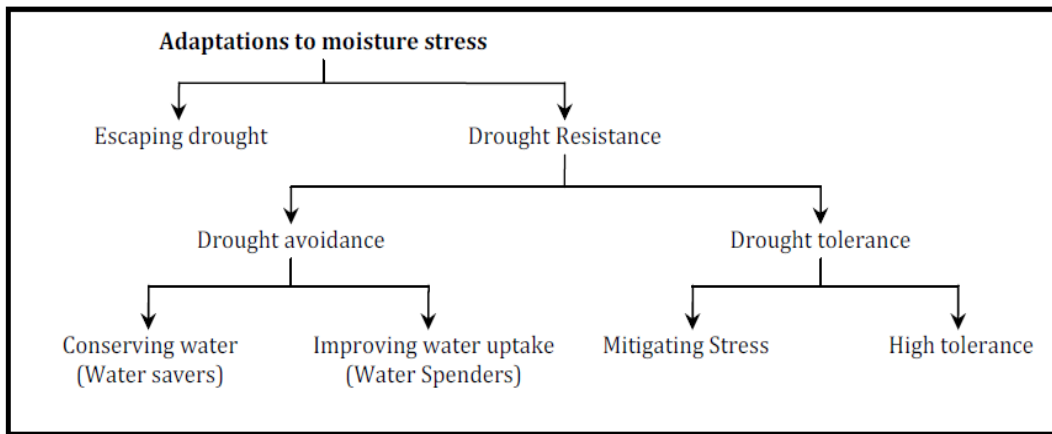 Adaptations to moisture stress
Escaping drought
Drought Resistance
Drought avoidance
Drought tolerance
Conserving water
(Water savers)
Improving water uptake
(Water Spenders)
Mitigating Stress
High tolerance